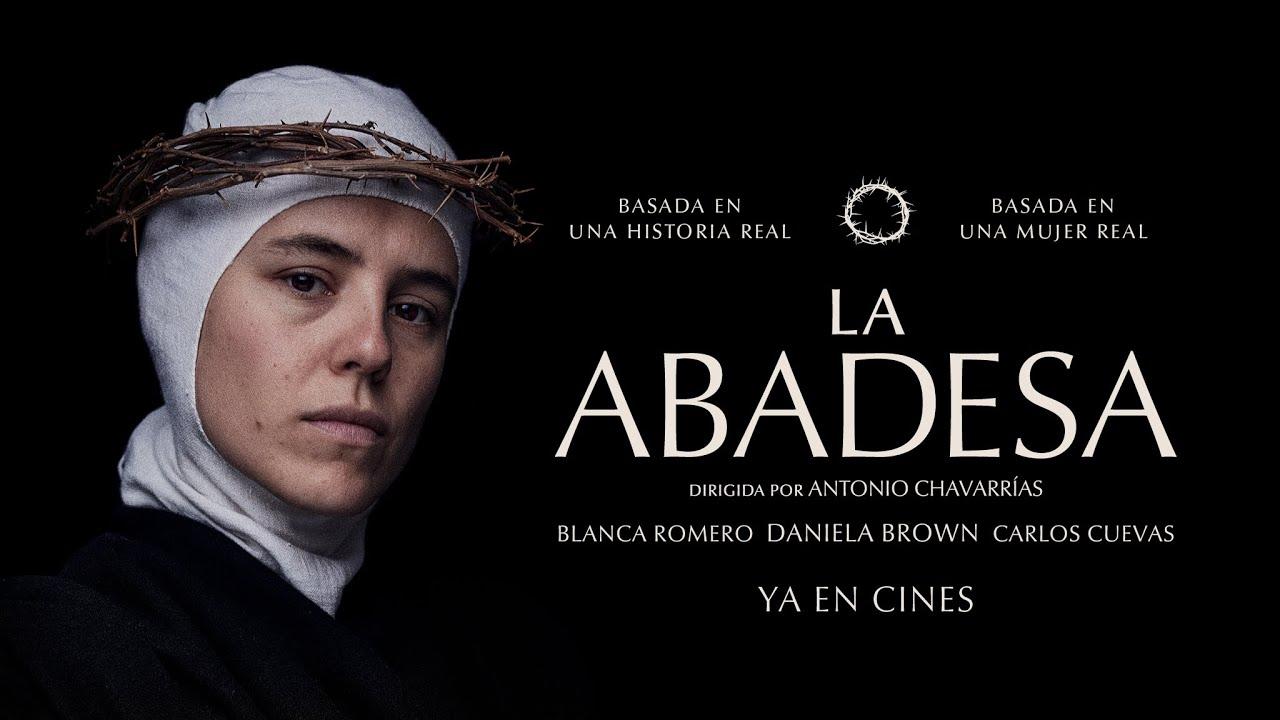 BASADA EN
UNA HISTORIA REAL
BASADA EN
UNA MUJER REAL
LA
ABADESA
DIRIGIDA POR ANTONIO CHAVARRÍAS
BLANCA ROMERO DANIELA BROWN CARLOS CUEVAS
YA EN CINES